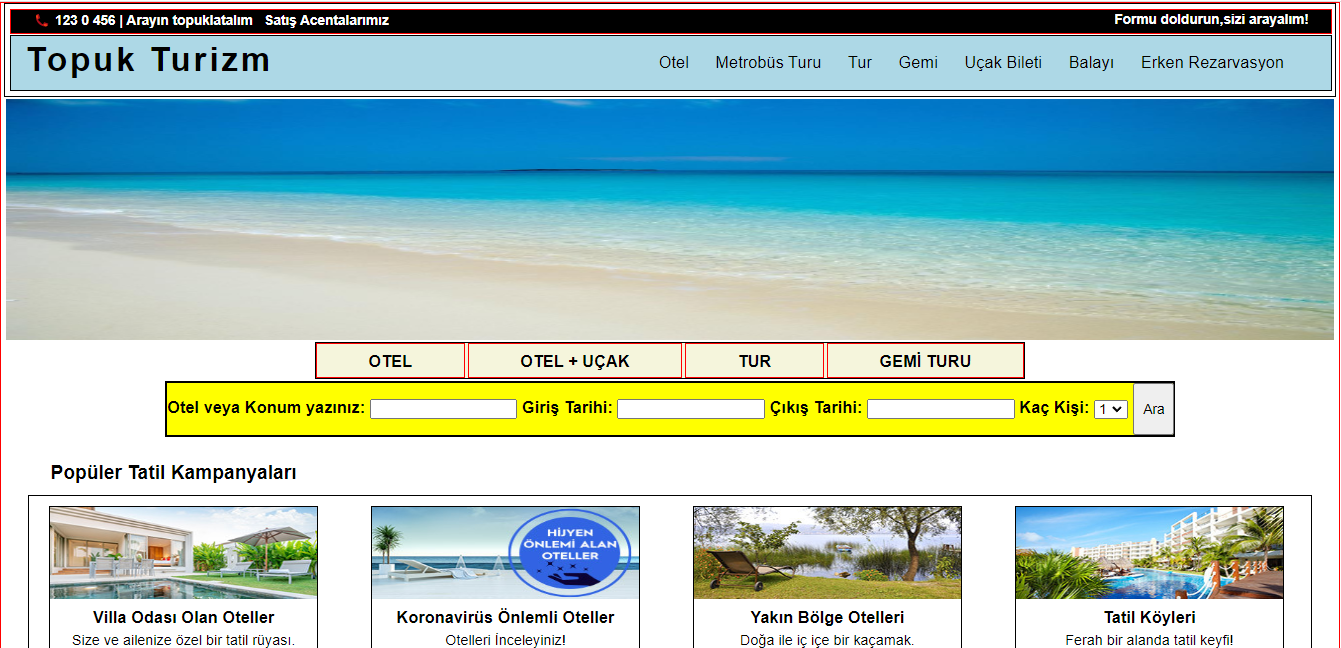 123 0 456 | Arayın topuklatalım Satış Acentalarımız Formu doldurun,sizi arayalım!
Topuk Turizm
Otel Metrobüs Turu Tur Gemi Uçak Bileti Balayı Erken Rezarvasyon
OTEL OTEL + UÇAK TUR GEMİ TURU
Otel veya Konum yazınız: Giriş Tarihi: Çıkış Tarihi: Kaç Kişi: 1 Ara
Popüler Tatil Kampanyaları
HİJYEN
ÖNLEMİ ALAN
OTELLER
Villa Odası Olan Oteller Koronavirüs Önlemli Oteller Yakın Bölge Otelleri Tatil Köyleri
Size ve ailenize özel bir tatil rüyası. Otelleri İnceleyiniz! Doğa ile iç içe bir kaçamak. Ferah bir alanda tatil keyfi!